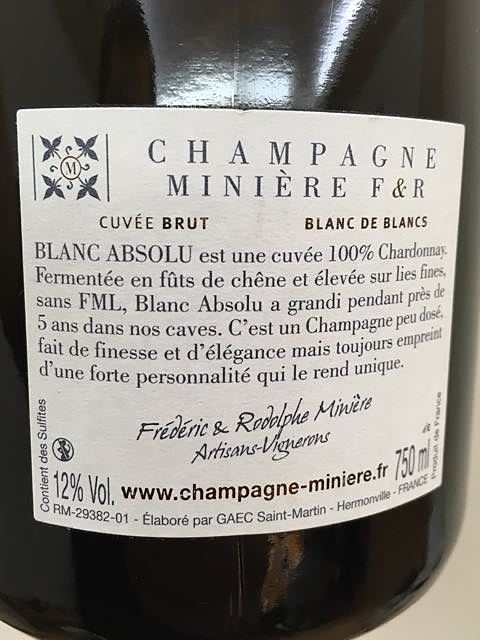 M
CHAMPAGNE
MINIÈRE F&R
CUVÉE BRUT
BLANC DE BLANCS
BLANC ABSOLU est une cuvée 100% Chardonnay.
Fermentée en fûts de chêne et élevée sur lies fines,
sans FML, Blanc Absolu a grandi pendant près de
5 ans dans nos caves. C'est un Champagne peu dosé,
fait de finesse et d'élégance mais toujours empreint
d'une forte personnalité qui le rend unique.
Frédéric & Rodolphe Minière
Artisans-Vignerons
Contient des Sulfites
12% Vol.
www.champagne-miniere.fr
750 ml
Produit de France
RM-29382-01 - Élaboré par GAEC Saint-Martin - Hermonville - FRANCE